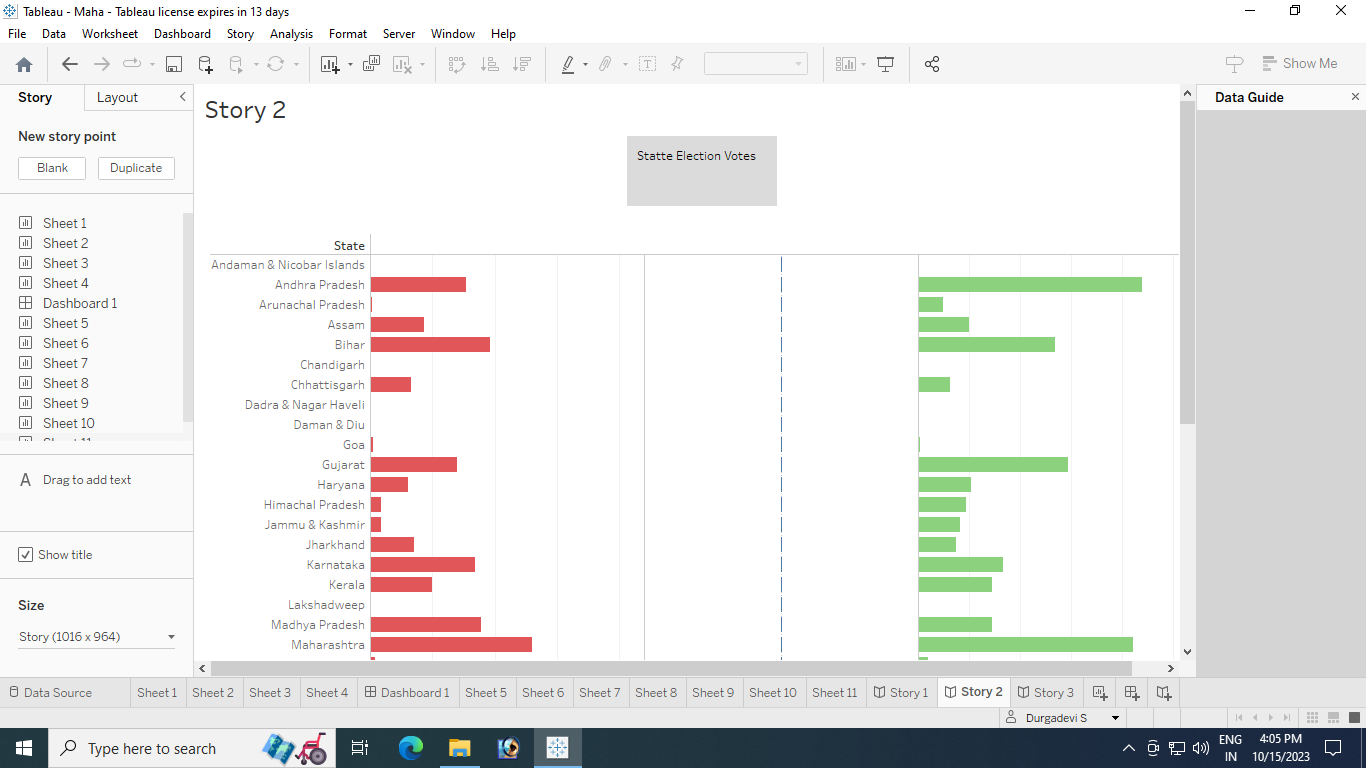 Tableau - Maha - Tableau license expires in 13 days
File Data Worksheet Dashboard Story Analysis Format Server Window Help
Show Me
Story Layout
Data Guide
New story point
Blank Duplicate
Sheet 1
Sheet 2
Sheet 3
Sheet 4
Dashboard 1
Sheet 5
Sheet 6
Sheet 7
Sheet 8
Sheet 9
Sheet 10
Sheet 11
A Drag to add text
Show title
Size
Story (1016 x 964)
Story 2
Statte Election Votes
State
Andaman & Nicobar Islands
Andhra Pradesh
Arunachal Pradesh
Assam
Bihar
Chandigarh
Chhattisgarh
Dadra & Nagar Haveli
Daman & Diu
Goa
Gujarat
Haryana
Himachal Pradesh
Jammu & Kashmir
Jharkhand
Karnataka
Kerala
Lakshadweep
Madhya Pradesh
Maharashtra
Data Source Sheet 1 Sheet 2 Sheet 3 Sheet 4 Dashboard 1 Sheet 5 Sheet 6 Sheet 7 Sheet 8 Sheet 9 Sheet 10 Sheet 11 Story 1 Story 2 Story 3
Durgadevi S
Type here to search
ENG
IN
4:05 PM
10/15/2023